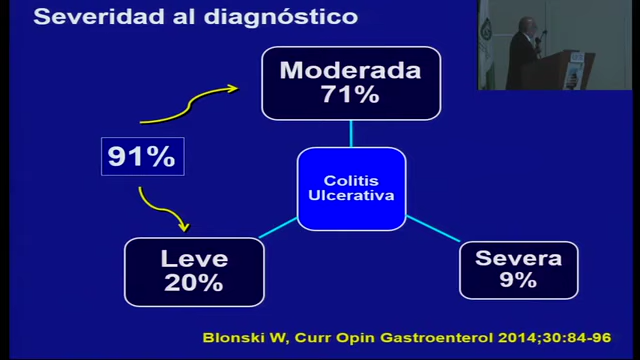 Severidad al diagnóstico
Moderada
71%
91%
Colitis
Ulcerativa
Leve
20%
Severa
9%
Blonski W, Curr Opin Gastroenterol 2014;30:84-96